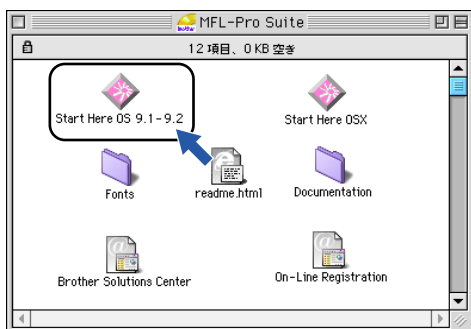 MFL-Pro Suite
12 項目、0 KB 空き
Start Here OS 9.1-9.2
Start Here OSX
Fonts
readme.html
Documentation
Brother Solutions Center
On-Line Registration